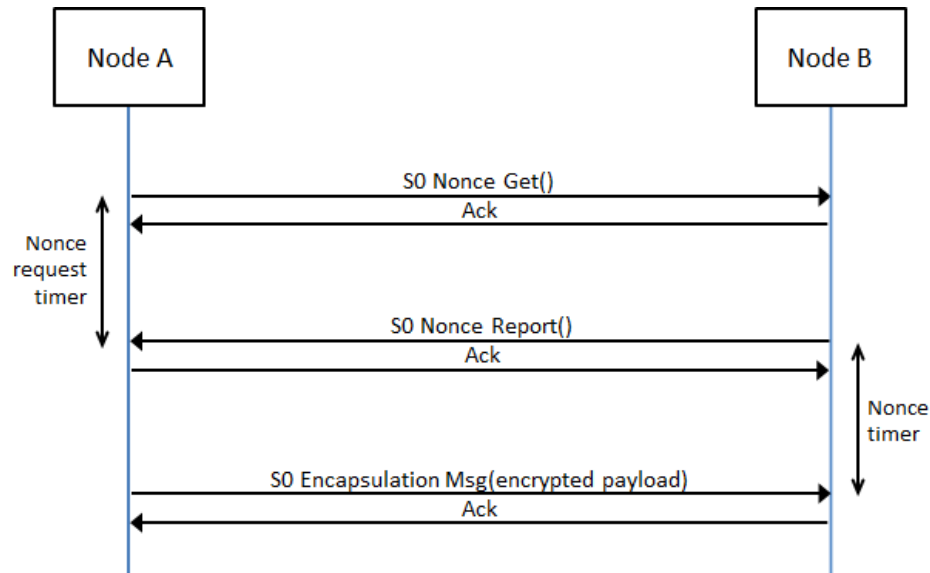 Node A
Node B
S0 Nonce Get()
Ack
Nonce
request
timer
S0 Nonce Report()
Ack
Nonce
timer
S0 Encapsulation Msg(encrypted payload)
Ack